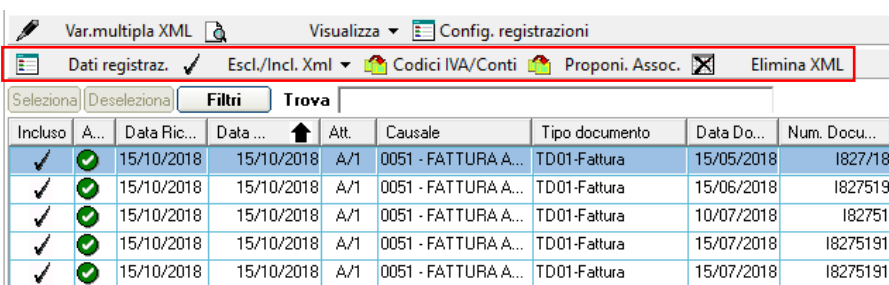 Var.multipla XML Visualizza Config. registrazioni
Dati registraz. Escl./Incl. Xml Codici IVA/Conti Proponi. Assoc. Elimina XML
Seleziona Deseleziona Filtri Trova
Incluso A... Data Ric... Data ... Att. Causale Tipo documento Data Do... Num. Docu...
15/10/2018 15/10/2018 A/1 0051 - FATTURA A... TD01-Fattura 15/05/2018 I827/18
15/10/2018 15/10/2018 A/1 0051 - FATTURA A... TD01-Fattura 15/06/2018 I827519
15/10/2018 15/10/2018 A/1 0051 - FATTURA A... TD01-Fattura 10/07/2018 I82751
15/10/2018 15/10/2018 A/1 0051 - FATTURA A... TD01-Fattura 15/07/2018 I8275191
15/10/2018 15/10/2018 A/1 0051 - FATTURA A... TD01-Fattura 15/07/2018 I8275191